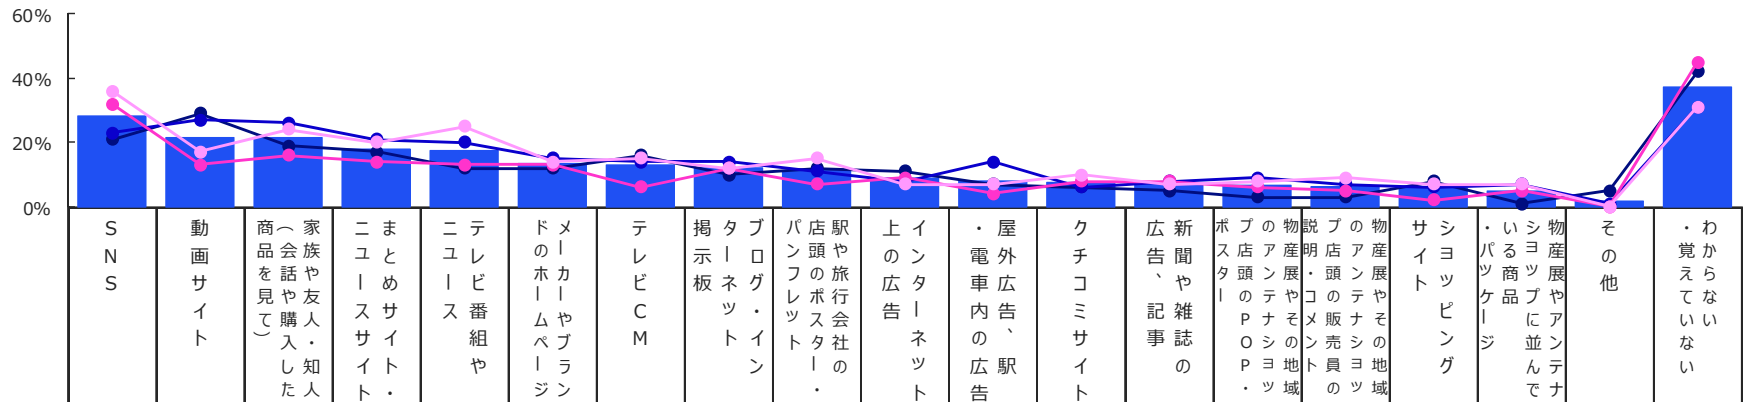 60%
40%
20%
0%
SNS
動画サイト
家族や友人・知人
（会話や購入した
商品を見て）
まとめサイト・
ニュースサイト
テレビ番組や
ニュース
メーカーやブラン
ドのホームページ
テレビCM
ブログ・イン
ターネット
掲示板
駅や旅行会社の
店頭のポスター・
パンフレット
インターネット
上の広告
屋外広告、駅
・電車内の広告
クチコミサイト
新聞や雑誌の
広告、記事
物産展やその地域
のアンテナショッ
プ店頭のPOP・
ポスター
物産展やその地域
のアンテナショッ
プ店頭の販売員の
説明・コメント
ショッピング
サイト
物産展やアンテナ
ショップに並んで
いる商品
・パッケージ
その他
わからない
・覚えていない